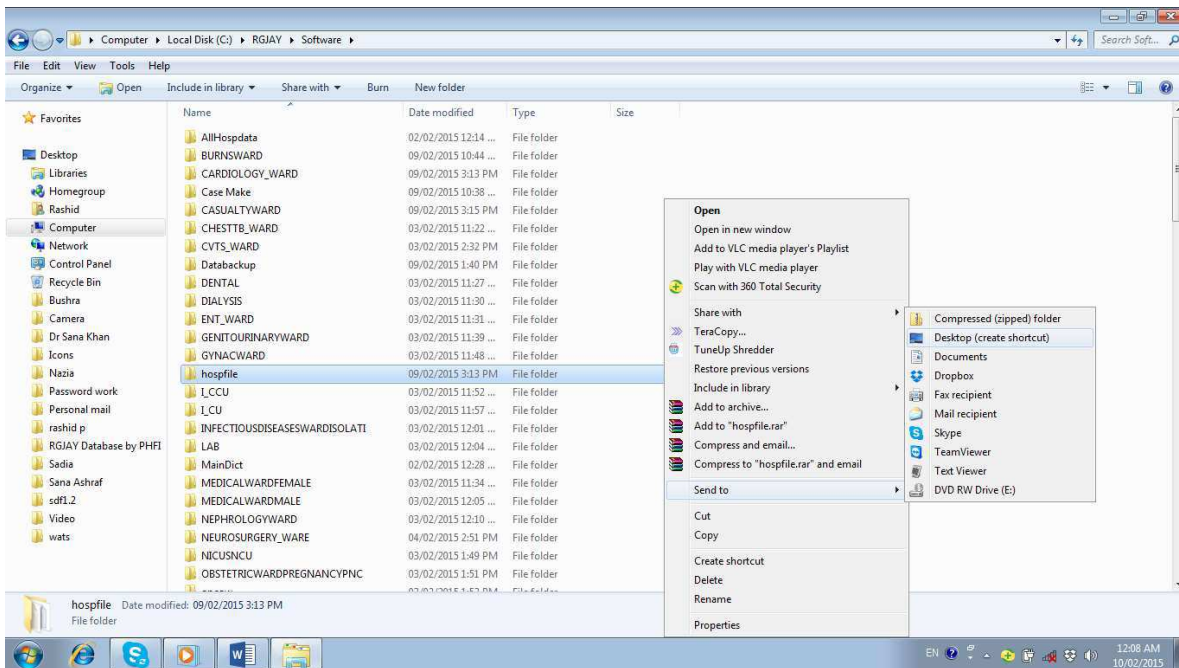 Computer ▸ Local Disk (C:) ▸ RGJAY ▸ Software ▸
Search Soft...
File Edit View Tools Help
Organize Open Include in library Share with Burn New folder
Favorites
Desktop
Libraries
Homegroup
Rashid
Computer
Network
Control Panel
Recycle Bin
Bushra
Camera
Dr Sana Khan
Icons
Nazia
Password work
Personal mail
rashid p
RGJAY Database by PHFI
Sadia
Sana Ashraf
sdf1.2
Video
wats
Name Date modified Type Size
AllHospdata 02/02/2015 12:14 ... File folder
BURNSWARD 09/02/2015 10:44 ... File folder
CARDIOLOGY_WARD 09/02/2015 3:13 PM File folder
Case Make 09/02/2015 10:38 ... File folder
CASUALTYWARD 09/02/2015 3:15 PM File folder
CHESTTB_WARD 03/02/2015 11:22 ... File folder
CVTS_WARD 03/02/2015 2:32 PM File folder
Databackup 09/02/2015 1:40 PM File folder
DENTAL 03/02/2015 11:27 ... File folder
DIALYSIS 03/02/2015 11:30 ... File folder
ENT_WARD 03/02/2015 11:31 ... File folder
GENITOURINARYWARD 03/02/2015 11:39 ... File folder
GYNACWARD 03/02/2015 11:48 ... File folder
hospfile 09/02/2015 3:13 PM File folder
I_CCU 03/02/2015 11:52 ... File folder
I_CU 03/02/2015 11:57 ... File folder
INFECTIOUSDISEASESWARDISOLATI 03/02/2015 12:01 ... File folder
LAB 03/02/2015 12:04 ... File folder
MainDict 02/02/2015 12:28 ... File folder
MEDICALWARDFEMALE 03/02/2015 11:34 ... File folder
MEDICALWARDMALE 03/02/2015 12:05 ... File folder
NEPHROLOGYWARD 03/02/2015 12:10 ... File folder
NEUROSURGERY_WARE 04/02/2015 2:51 PM File folder
NICUSNCU 03/02/2015 1:49 PM File folder
OBSTETRICWARDPREGNANCYPNC 03/02/2015 1:51 PM File folder
Open
Open in new window
Add to VLC media player's Playlist
Play with VLC media player
Scan with 360 Total Security
Share with
TeraCopy...
TuneUp Shredder
Restore previous versions
Include in library
Add to archive...
Add to "hospfile.rar"
Compress and email...
Compress to "hospfile.rar" and email
Send to
Cut
Copy
Create shortcut
Delete
Rename
Properties
Compressed (zipped) folder
Desktop (create shortcut)
Documents
Dropbox
Fax recipient
Mail recipient
Skype
TeamViewer
Text Viewer
DVD RW Drive (E:)
hospfile Date modified: 09/02/2015 3:13 PM
File folder
EN
12:08 AM
10/02/2015